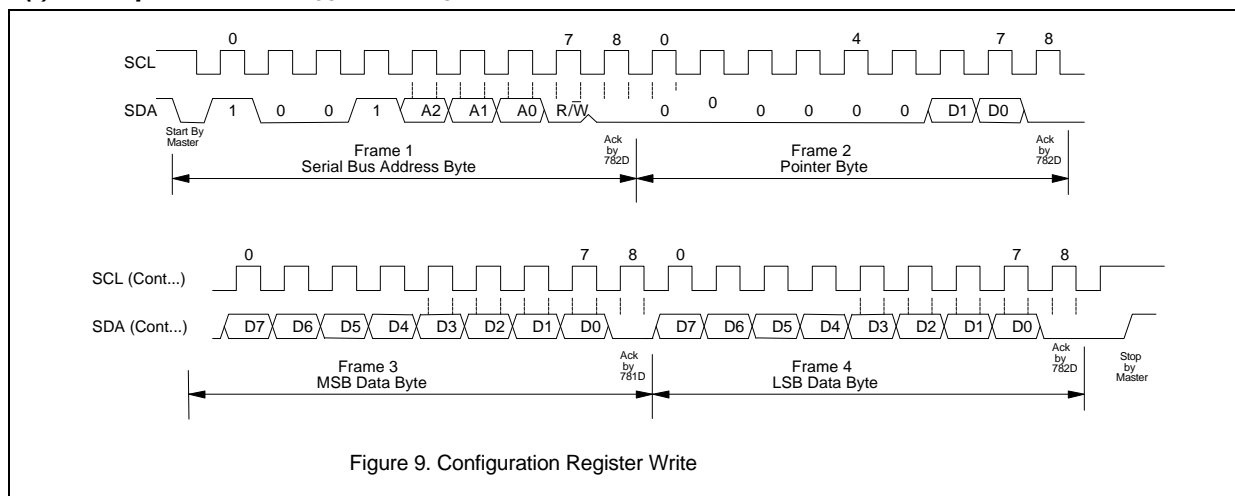 0 7 8 0 4 7 8
SCL
SDA 1 0 0 1 A2 A1 A0 R/W 0 0 0 0 0 0 D1 D0
Start By
Master
Ack
by
782D
Ack
by
782D
Frame 1
Serial Bus Address Byte
Frame 2
Pointer Byte
0 7 8 0 7 8
SCL (Cont...)
SDA (Cont...) D7 D6 D5 D4 D3 D2 D1 D0 D7 D6 D5 D4 D3 D2 D1 D0
Ack
by
781D
Ack
by
782D
Stop
by
Master
Frame 3
MSB Data Byte
Frame 4
LSB Data Byte
Figure 9. Configuration Register Write